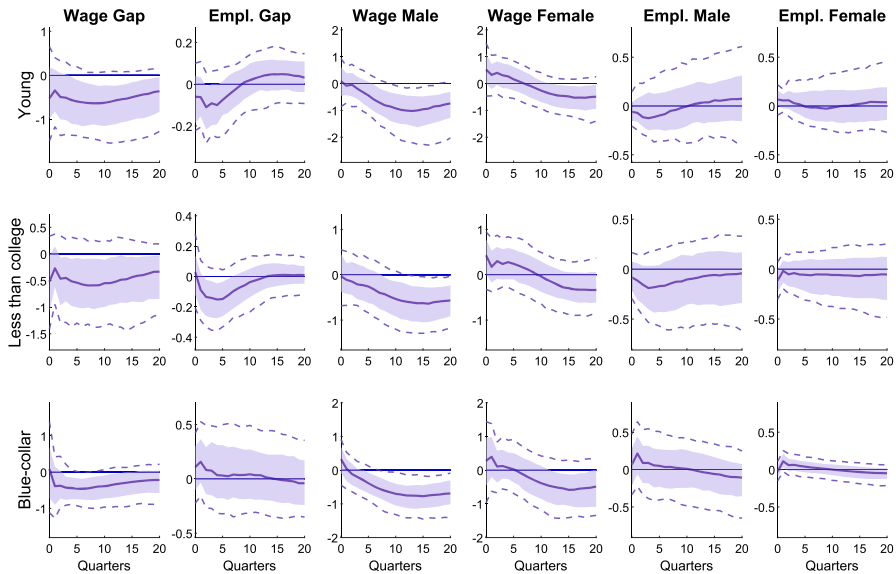 Wage Gap Empl. Gap Wage Male Wage Female Empl. Male Empl. Female
Young
1 0 -1
0.2 0 -0.2
2 1 0 -1 -2
2 1 0 -1 -2
0.5 0 -0.5
0.5 0 -0.5
0 5 10 15 20 0 5 10 15 20 0 5 10 15 20 0 5 10 15 20 0 5 10 15 20 0 5 10 15 20
Less than college
0.5 0 -0.5 -1 -1.5
0.4 0.2 0 -0.2 -0.4
1 0 -1
1 0 -1
0.5 0 -0.5
0.5 0 -0.5
0 5 10 15 20 0 5 10 15 20 0 5 10 15 20 0 5 10 15 20 0 5 10 15 20 0 5 10 15 20
Blue-collar
1 0 -1
0.5 0 -0.5
2 1 0 -1 -2
2 1 0 -1 -2
0.5 0 -0.5
0.5 0 -0.5
0 5 10 15 20 0 5 10 15 20 0 5 10 15 20 0 5 10 15 20 0 5 10 15 20 0 5 10 15 20
Quarters Quarters Quarters Quarters Quarters Quarters